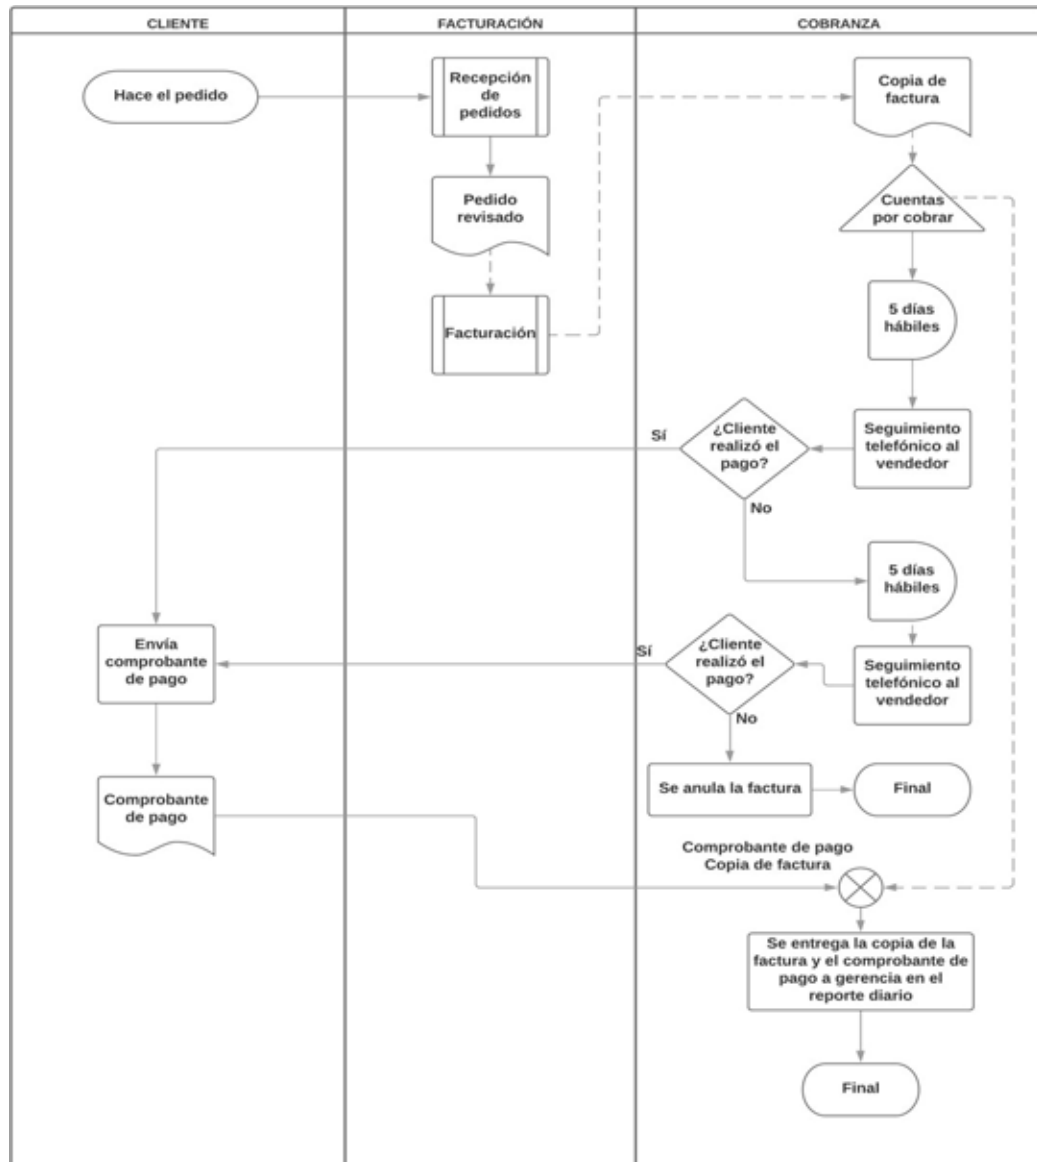 CLIENTE
FACTURACIÓN
COBRANZA
Hace el pedido
Recepción
de
pedidos
Copia de
factura
Pedido
revisado
Cuentas
por cobrar
Facturación
5 días
hábiles
Sí
¿Cliente
realizó el
pago?
Seguimiento
telefónico al
vendedor
No
5 días
hábiles
Envía
comprobante
de pago
Sí
¿Cliente
realizó el
pago?
Seguimiento
telefónico al
vendedor
No
Se anula la factura
Final
Comprobante
de pago
Comprobante de pago
Copia de factura
Se entrega la copia de la
factura y el comprobante de
pago a gerencia en el
reporte diario
Final